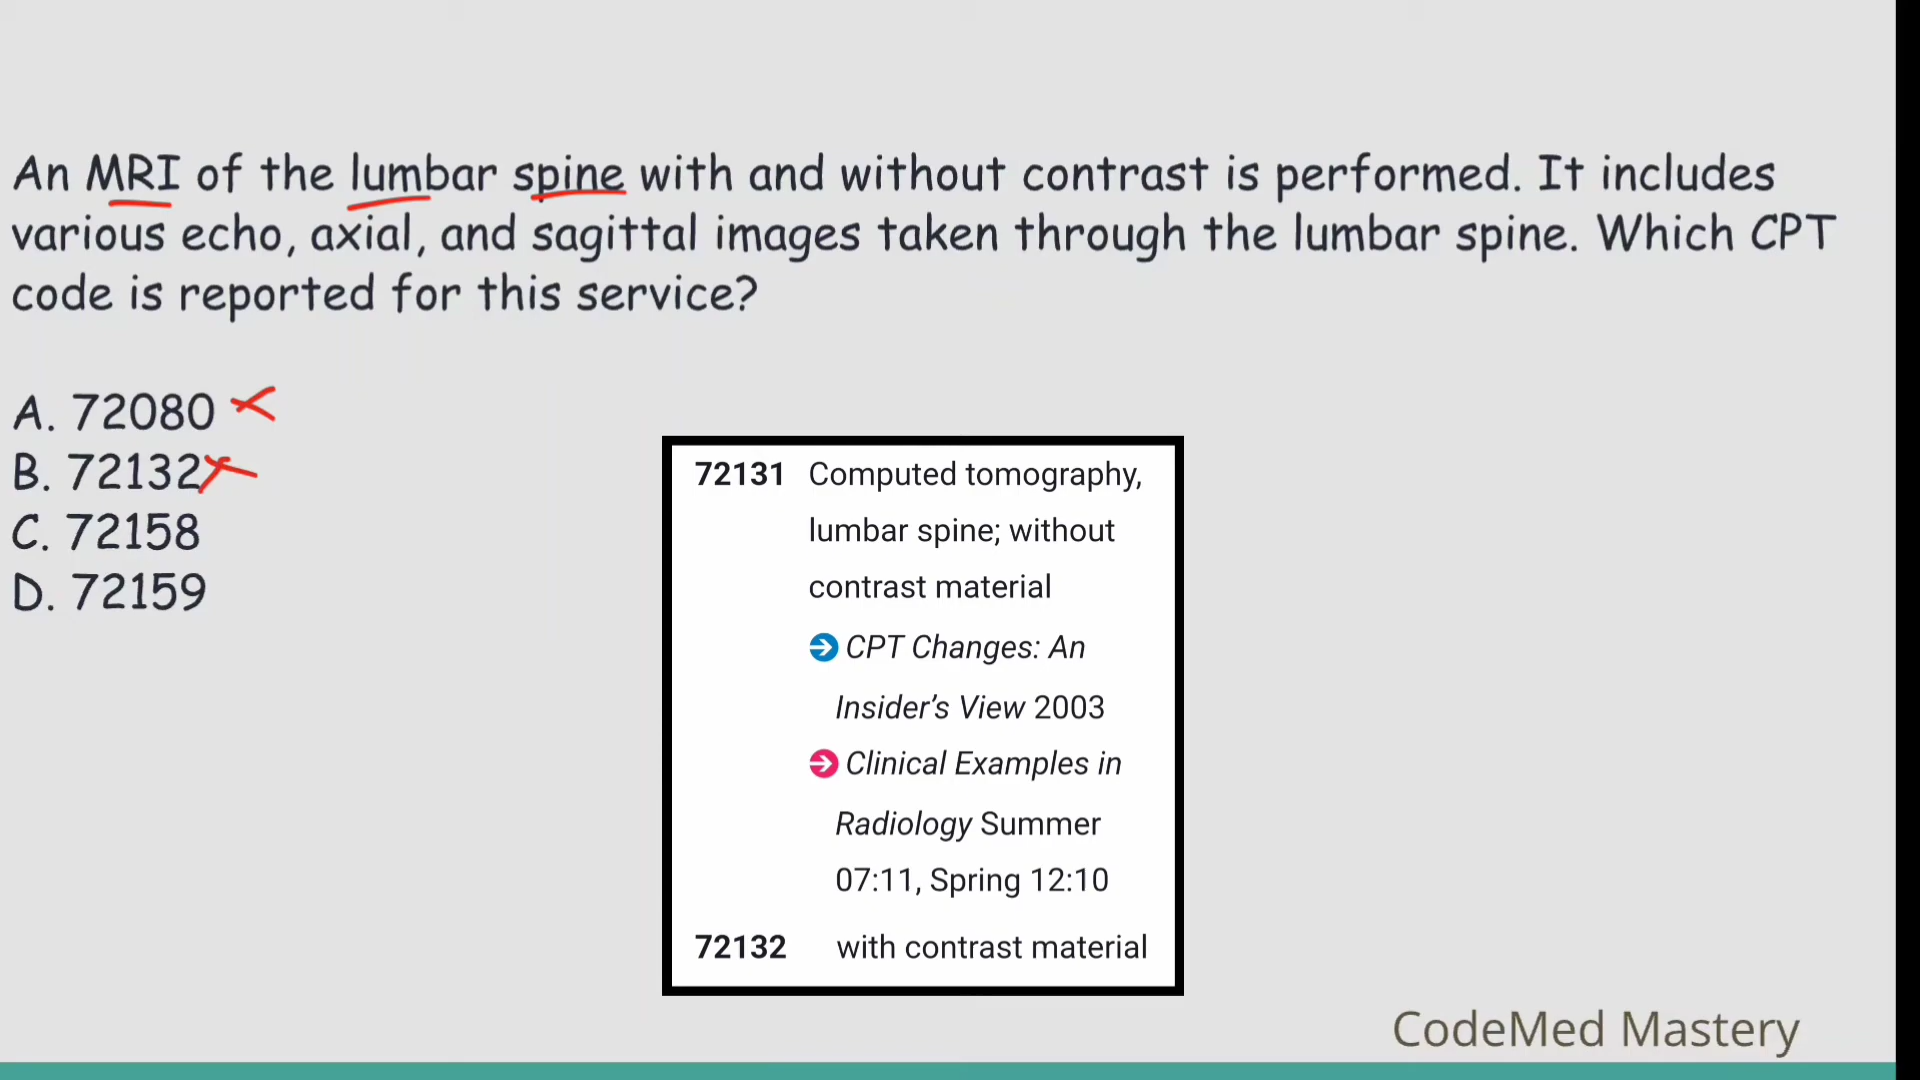 An MRI of the lumbar spine with and without contrast is performed. It includes
various echo, axial, and sagittal images taken through the lumbar spine. Which CPT
code is reported for this service?
A. 72080
B. 72132
C. 72158
D. 72159
72131 Computed tomography,
lumbar spine; without
contrast material
CPT Changes: An
Insider’s View 2003
Clinical Examples in
Radiology Summer
07:11, Spring 12:10
72132 with contrast material
CodeMed Mastery